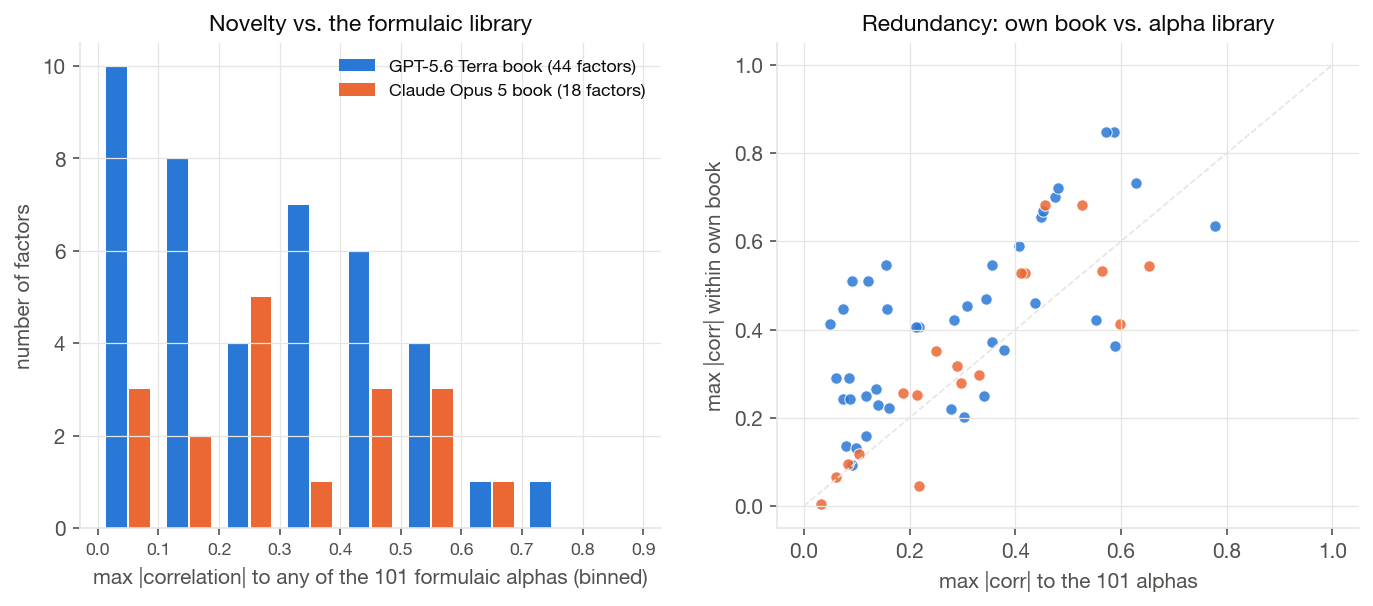 Novelty vs. the formulaic library
GPT-5.6 Terra book (44 factors)
Claude Opus 5 book (18 factors)
number of factors
10
8
6
4
2
0
0.0 0.1 0.2 0.3 0.4 0.5 0.6 0.7 0.8 0.9
max |correlation| to any of the 101 formulaic alphas (binned)
Redundancy: own book vs. alpha library
max |corr| within own book
1.0
0.8
0.6
0.4
0.2
0.0
0.0 0.2 0.4 0.6 0.8 1.0
max |corr| to the 101 alphas